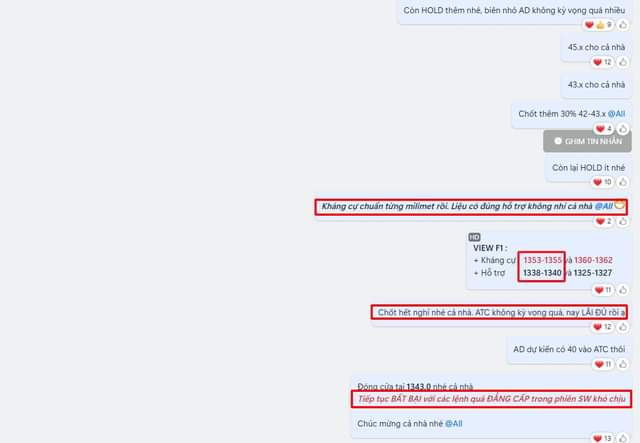 Còn HOLD thêm nhé, biên nhỏ AD không kỳ vọng quá nhiều
9
45.x cho cả nhà
12
43.x cho cả nhà
Chốt thêm 30% 42-43.x @All
4
GHIM TIN NHẮN
Còn lại HOLD ít nhé
10
Kháng cự chuẩn từng milimet rồi. Liệu có đúng hỗ trợ không nhỉ cả nhà @All
2
HD
VIEW F1 :
+ Kháng cự 1353-1355 và 1360-1362
+ Hỗ trợ 1338-1340 và 1325-1327
11
Chốt hết nghỉ nhé cả nhà. ATC không kỳ vọng quá, nay LÃI ĐỦ rồi ạ
12
AD dự kiến có 40 vào ATC thôi
11
Đóng cửa tại 1343.0 nhé cả nhà
Tiếp tục BẤT BẠI với các lệnh quá ĐẲNG CẤP trong phiên SW khó chịu
Chúc mừng cả nhà nhé @All
13